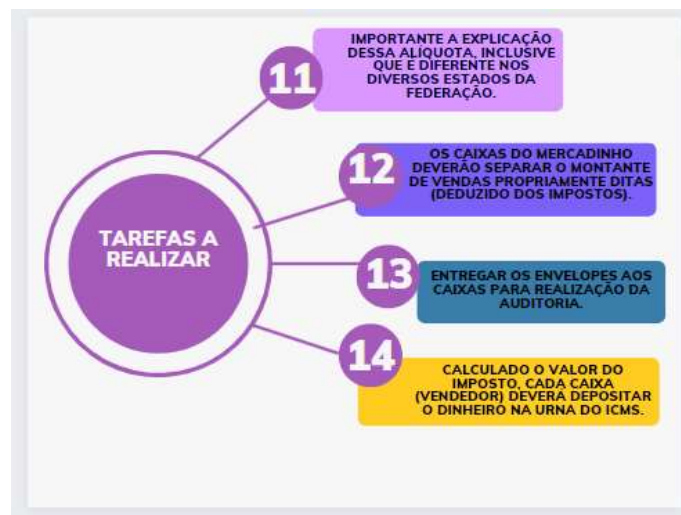 11
IMPORTANTE A EXPLICAÇÃO
DESSA ALÍQUOTA, INCLUSIVE
QUE É DIFERENTE NOS
DIVERSOS ESTADOS DA
FEDERAÇÃO.
12
OS CAIXAS DO MERCADINHO
DEVERÃO SEPARAR O MONTANTE
DE VENDAS PROPRIAMENTE DITAS
(DEDUZIDO DOS IMPOSTOS).
TAREFAS A
REALIZAR
13
ENTREGAR OS ENVELOPES AOS
CAIXAS PARA REALIZAÇÃO DA
AUDITORIA.
14
CALCULADO O VALOR DO
IMPOSTO, CADA CAIXA
(VENDEDOR) DEVERÁ DEPOSITAR
O DINHEIRO NA URNA DO ICMS.